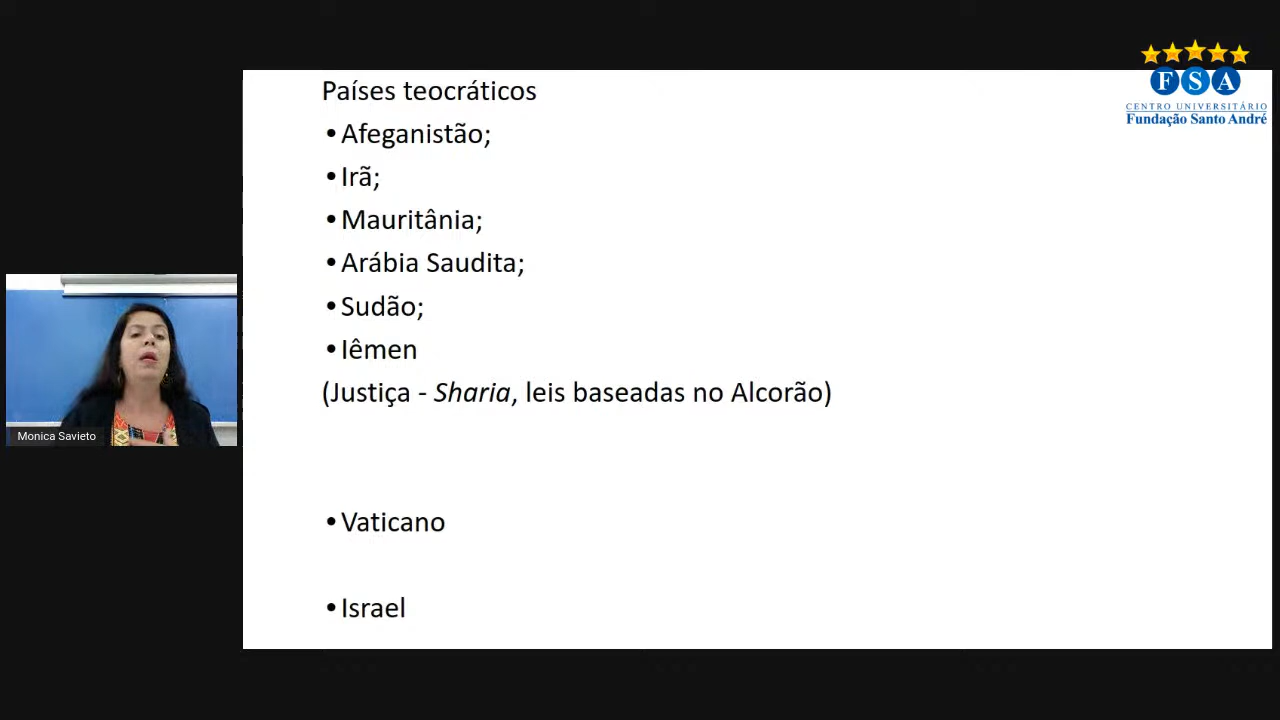 Países teocráticos
• Afeganistão;
• Irã;
• Mauritânia;
• Arábia Saudita;
• Sudão;
• Iêmen
(Justiça - Sharia, leis baseadas no Alcorão)
• Vaticano
• Israel
FSA
CENTRO UNIVERSITÁRIO
Fundação Santo André
Monica Savieto